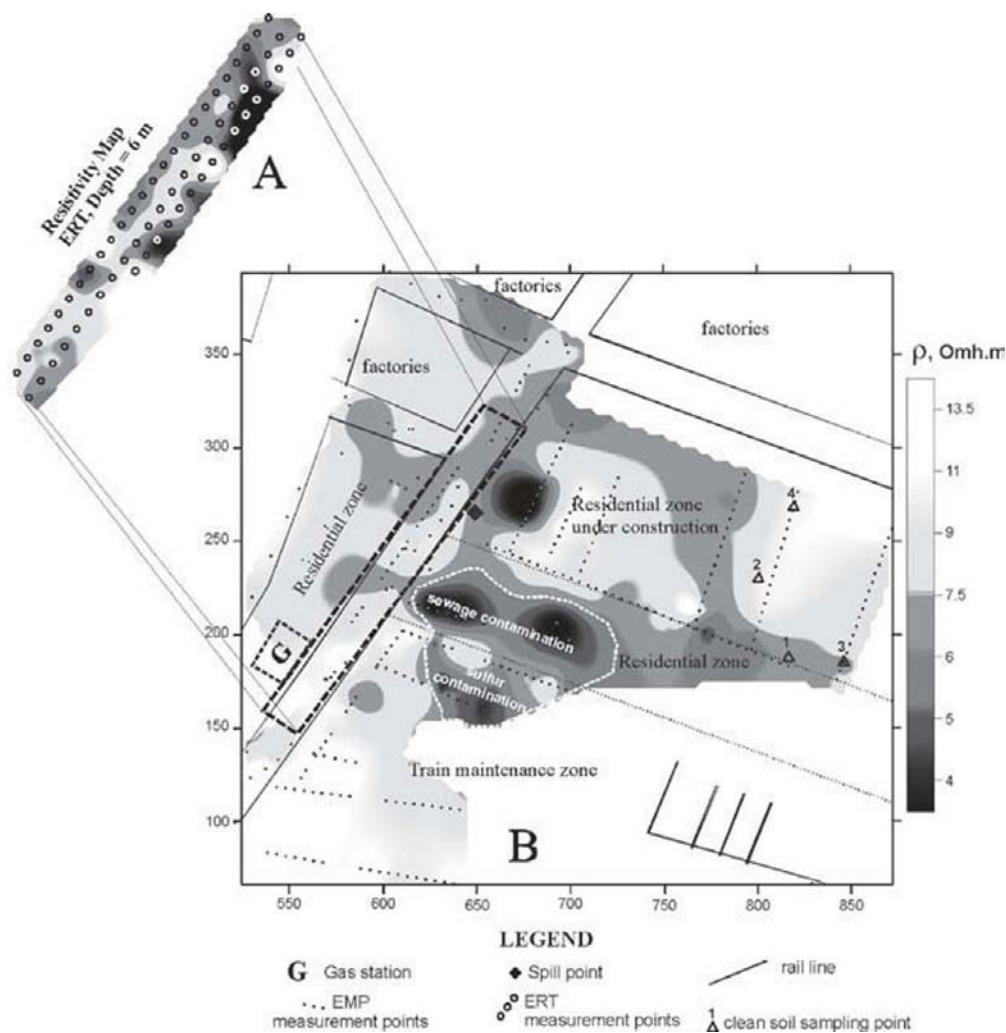 Resistivity Map
ERT, Depth = 6 m
A
factories
factories
factories
350
300
250
200
150
100
ρ, Omh.m
13.5
11
9
7.5
6
5
4
Residential zone
Residential zone
under construction
4
2
1
3
sewage contamination
sulfur
contamination
Residential zone
G
Train maintenance zone
B
550
600
650
700
750
800
850
LEGEND
G Gas station
Spill point
rail line
EMP
measurement points
ERT
measurement points
1
clean soil sampling point